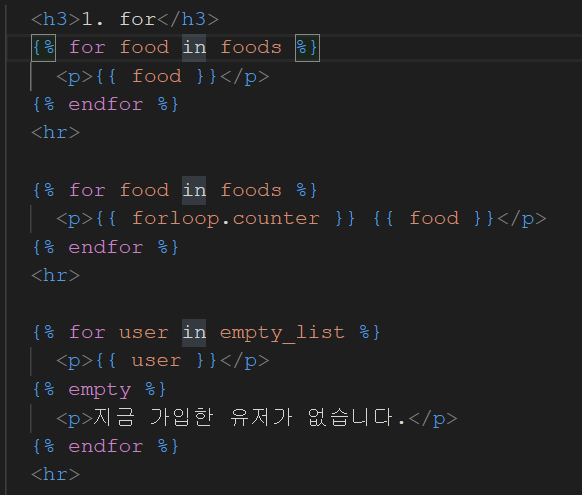 <h3>1. for</h3>
{% for food in foods %}
<p>{{ food }}</p>
{% endfor %}
<hr>
{% for food in foods %}
<p>{{ forloop.counter }} {{ food }}</p>
{% endfor %}
<hr>
{% for user in empty_list %}
<p>{{ user }}</p>
{% empty %}
<p>지금 가입한 유저가 없습니다.</p>
{% endfor %}
<hr>